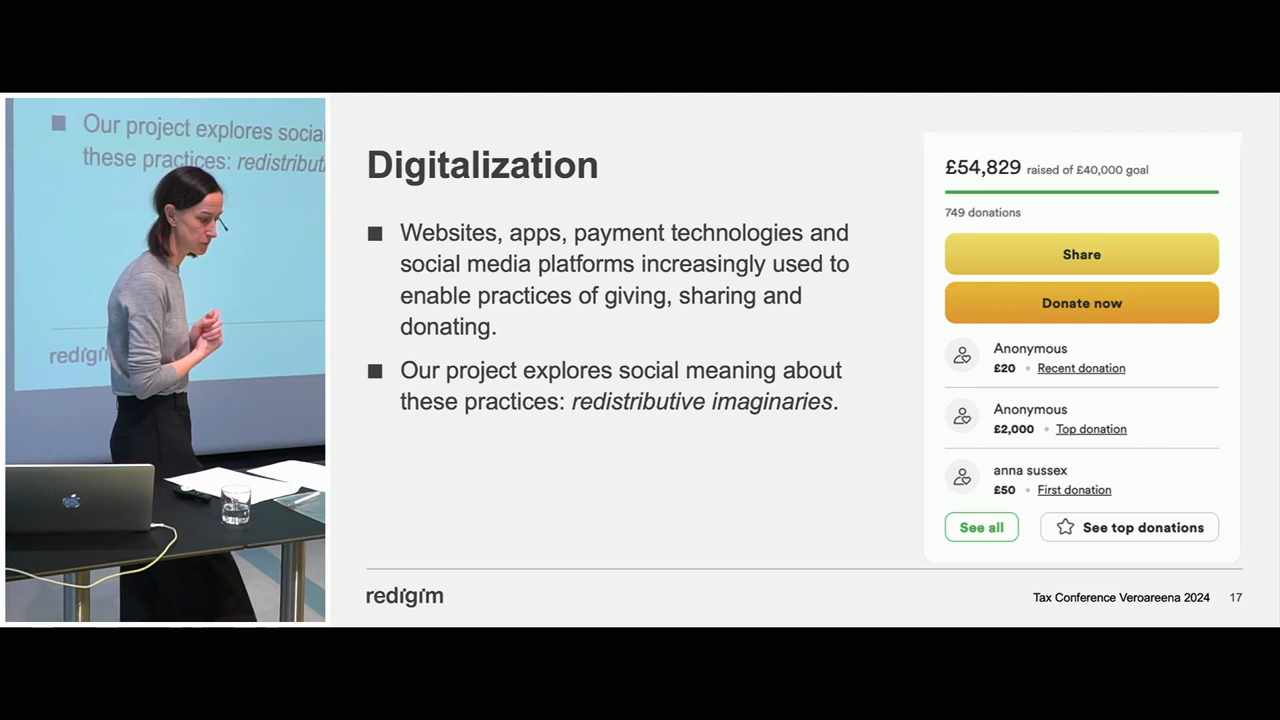 Our project explores socia
these practices: redistribut
redigim
Digitalization
Websites, apps, payment technologies and
social media platforms increasingly used to
enable practices of giving, sharing and
donating.
Our project explores social meaning about
these practices: redistributive imaginaries.
£54,829 raised of £40,000 goal
749 donations
Share
Donate now
Anonymous
£20 • Recent donation
Anonymous
£2,000 • Top donation
anna sussex
£50 • First donation
See all
See top donations
redigim
Tax Conference Veroareena 2024 17